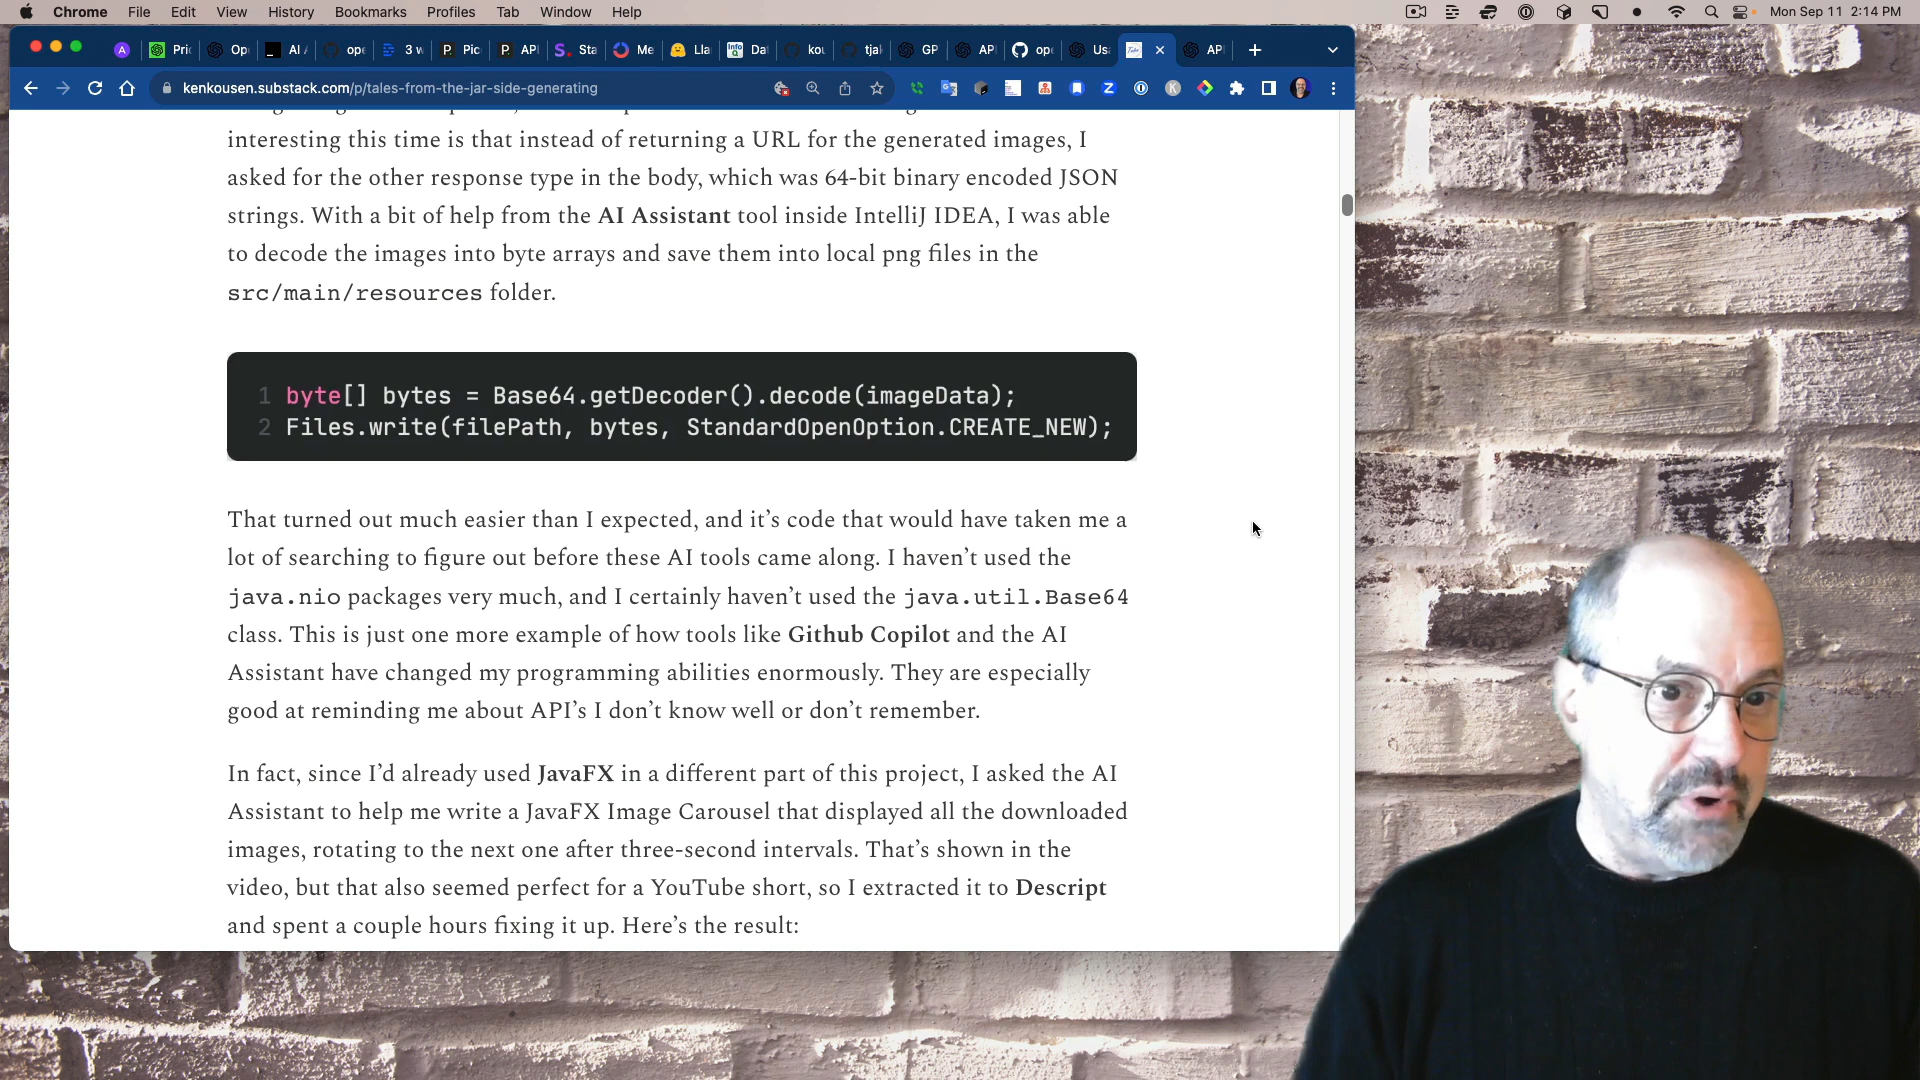 Chrome File Edit View History Bookmarks Profiles Tab Window Help
Mon Sep 11 2:14 PM
kenkousen.substack.com/p/tales-from-the-jar-side-generating
interesting this time is that instead of returning a URL for the generated images, I
asked for the other response type in the body, which was 64-bit binary encoded JSON
strings. With a bit of help from the AI Assistant tool inside IntelliJ IDEA, I was able
to decode the images into byte arrays and save them into local png files in the
src/main/resources folder.
1 byte[] bytes = Base64.getDecoder().decode(imageData);
2 Files.write(filePath, bytes, StandardOpenOption.CREATE_NEW);
That turned out much easier than I expected, and it’s code that would have taken me a
lot of searching to figure out before these AI tools came along. I haven’t used the
java.nio packages very much, and I certainly haven’t used the java.util.Base64
class. This is just one more example of how tools like Github Copilot and the AI
Assistant have changed my programming abilities enormously. They are especially
good at reminding me about API’s I don’t know well or don’t remember.
In fact, since I’d already used JavaFX in a different part of this project, I asked the AI
Assistant to help me write a JavaFX Image Carousel that displayed all the downloaded
images, rotating to the next one after three-second intervals. That’s shown in the
video, but that also seemed perfect for a YouTube short, so I extracted it to Descript
and spent a couple hours fixing it up. Here’s the result: